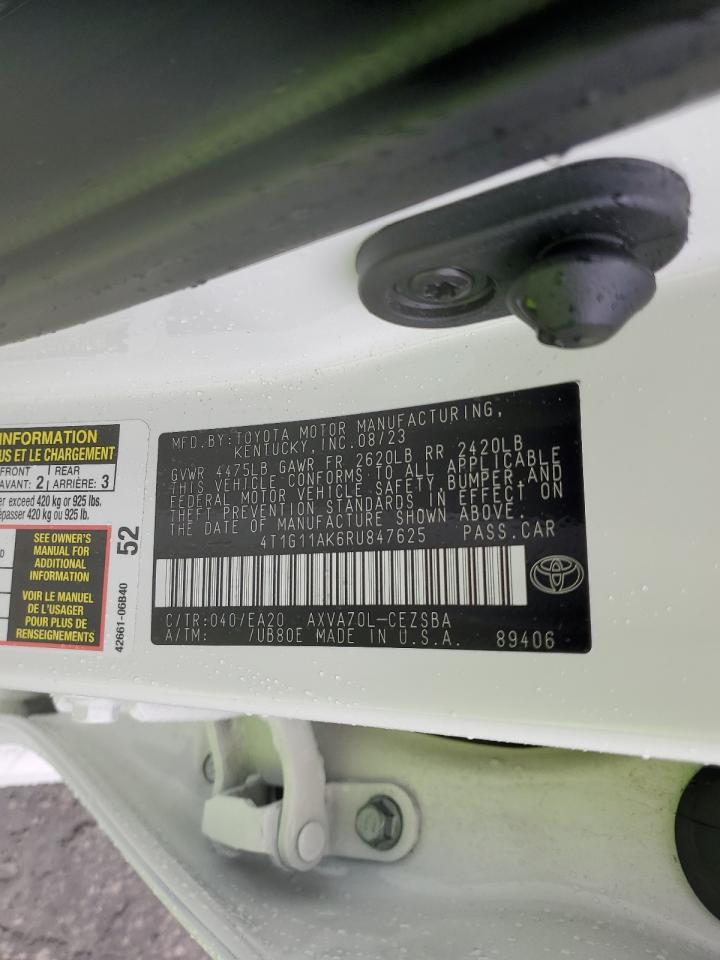 INFORMATION
US ET LE CHARGEMENT
FRONT
AVANT: 2
1 REAR
ARRIÈRE: 3
er exceed 420 kg or 925 lbs.
épasser 420 kg ou 925 lb.
SEE OWNER'S
MANUAL FOR
ADDITIONAL
INFORMATION
VOIR LE MANUEL
DE L'USAGER
POUR PLUS DE
RENSEIGNEMENTS
52
42661-06B40
MFD.BY:TOYOTA MOTOR MANUFACTURING,
KENTUCKY, INC.08/23
GVWR 4475LB GAWR FR 2620LB RR 2420LB
THIS VEHICLE CONFORMS TO ALL APPLICABLE
FEDERAL MOTOR VEHICLE SAFETY, BUMPER,AND
THEFT PREVENTION STANDARDS IN EFFECT ON
THE DATE OF MANUFACTURE SHOWN ABOVE.
4T1G11AK6RU847625 PASS.CAR
C/TR:040/EA20 AXVA70L-CEZSBA
A/TM: /UB80E MADE IN U.S.A. 89406